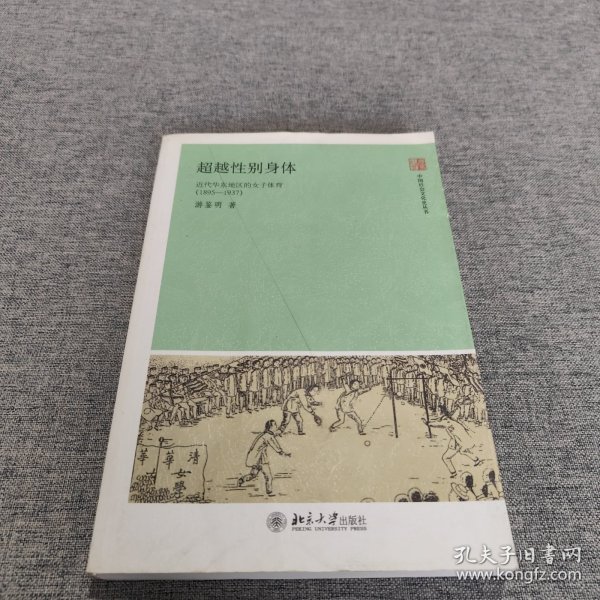 超越性别身体
近代华东地区的女子体育
(1895—1937)
游鉴明 著
中国社会文化史丛书
清華
女學
北京大学出版社
PEKING UNIVERSITY PRESS
孔夫子旧书网
www.kongfz.com